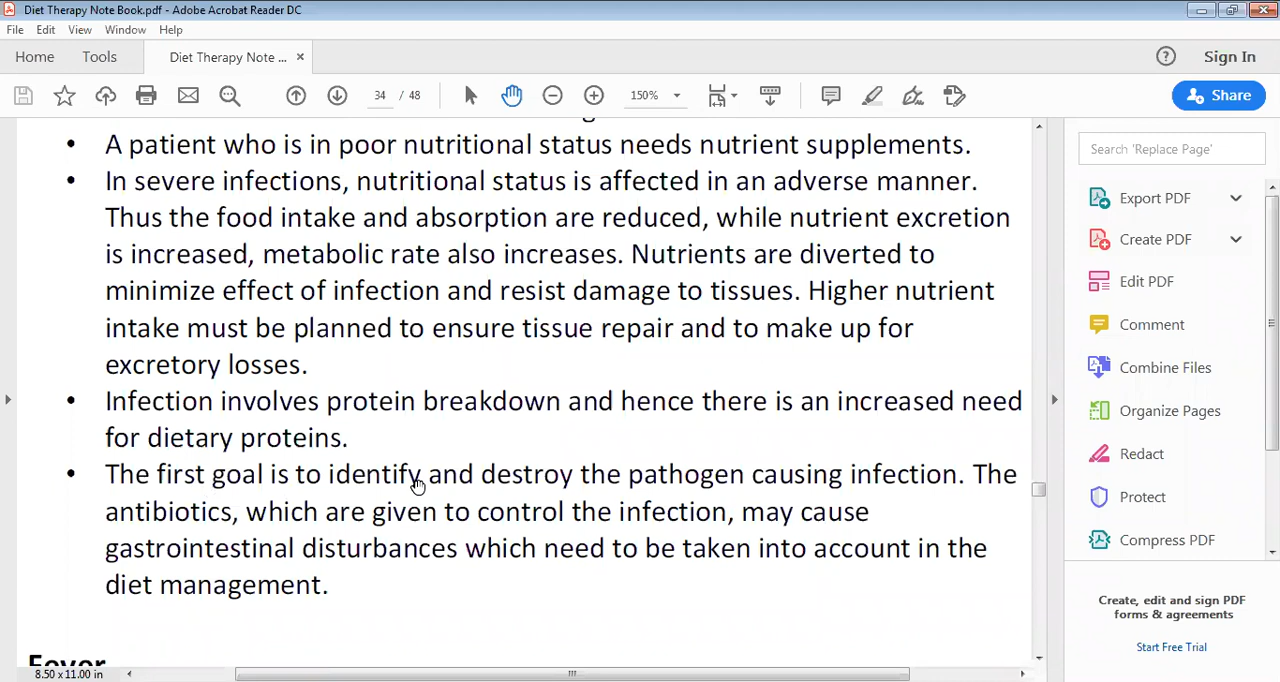 Diet Therapy Note Book.pdf - Adobe Acrobat Reader DC
File Edit View Window Help
Home Tools Diet Therapy Note ... × Sign In
34 / 48 150% Share
• A patient who is in poor nutritional status needs nutrient supplements.
• In severe infections, nutritional status is affected in an adverse manner.
Thus the food intake and absorption are reduced, while nutrient excretion
is increased, metabolic rate also increases. Nutrients are diverted to
minimize effect of infection and resist damage to tissues. Higher nutrient
intake must be planned to ensure tissue repair and to make up for
excretory losses.
• Infection involves protein breakdown and hence there is an increased need
for dietary proteins.
• The first goal is to identify and destroy the pathogen causing infection. The
antibiotics, which are given to control the infection, may cause
gastrointestinal disturbances which need to be taken into account in the
diet management.
Fever
8.50 x 11.00 in
Search 'Replace Page'
Export PDF
Create PDF
Edit PDF
Comment
Combine Files
Organize Pages
Redact
Protect
Compress PDF
Create, edit and sign PDF
forms & agreements
Start Free Trial